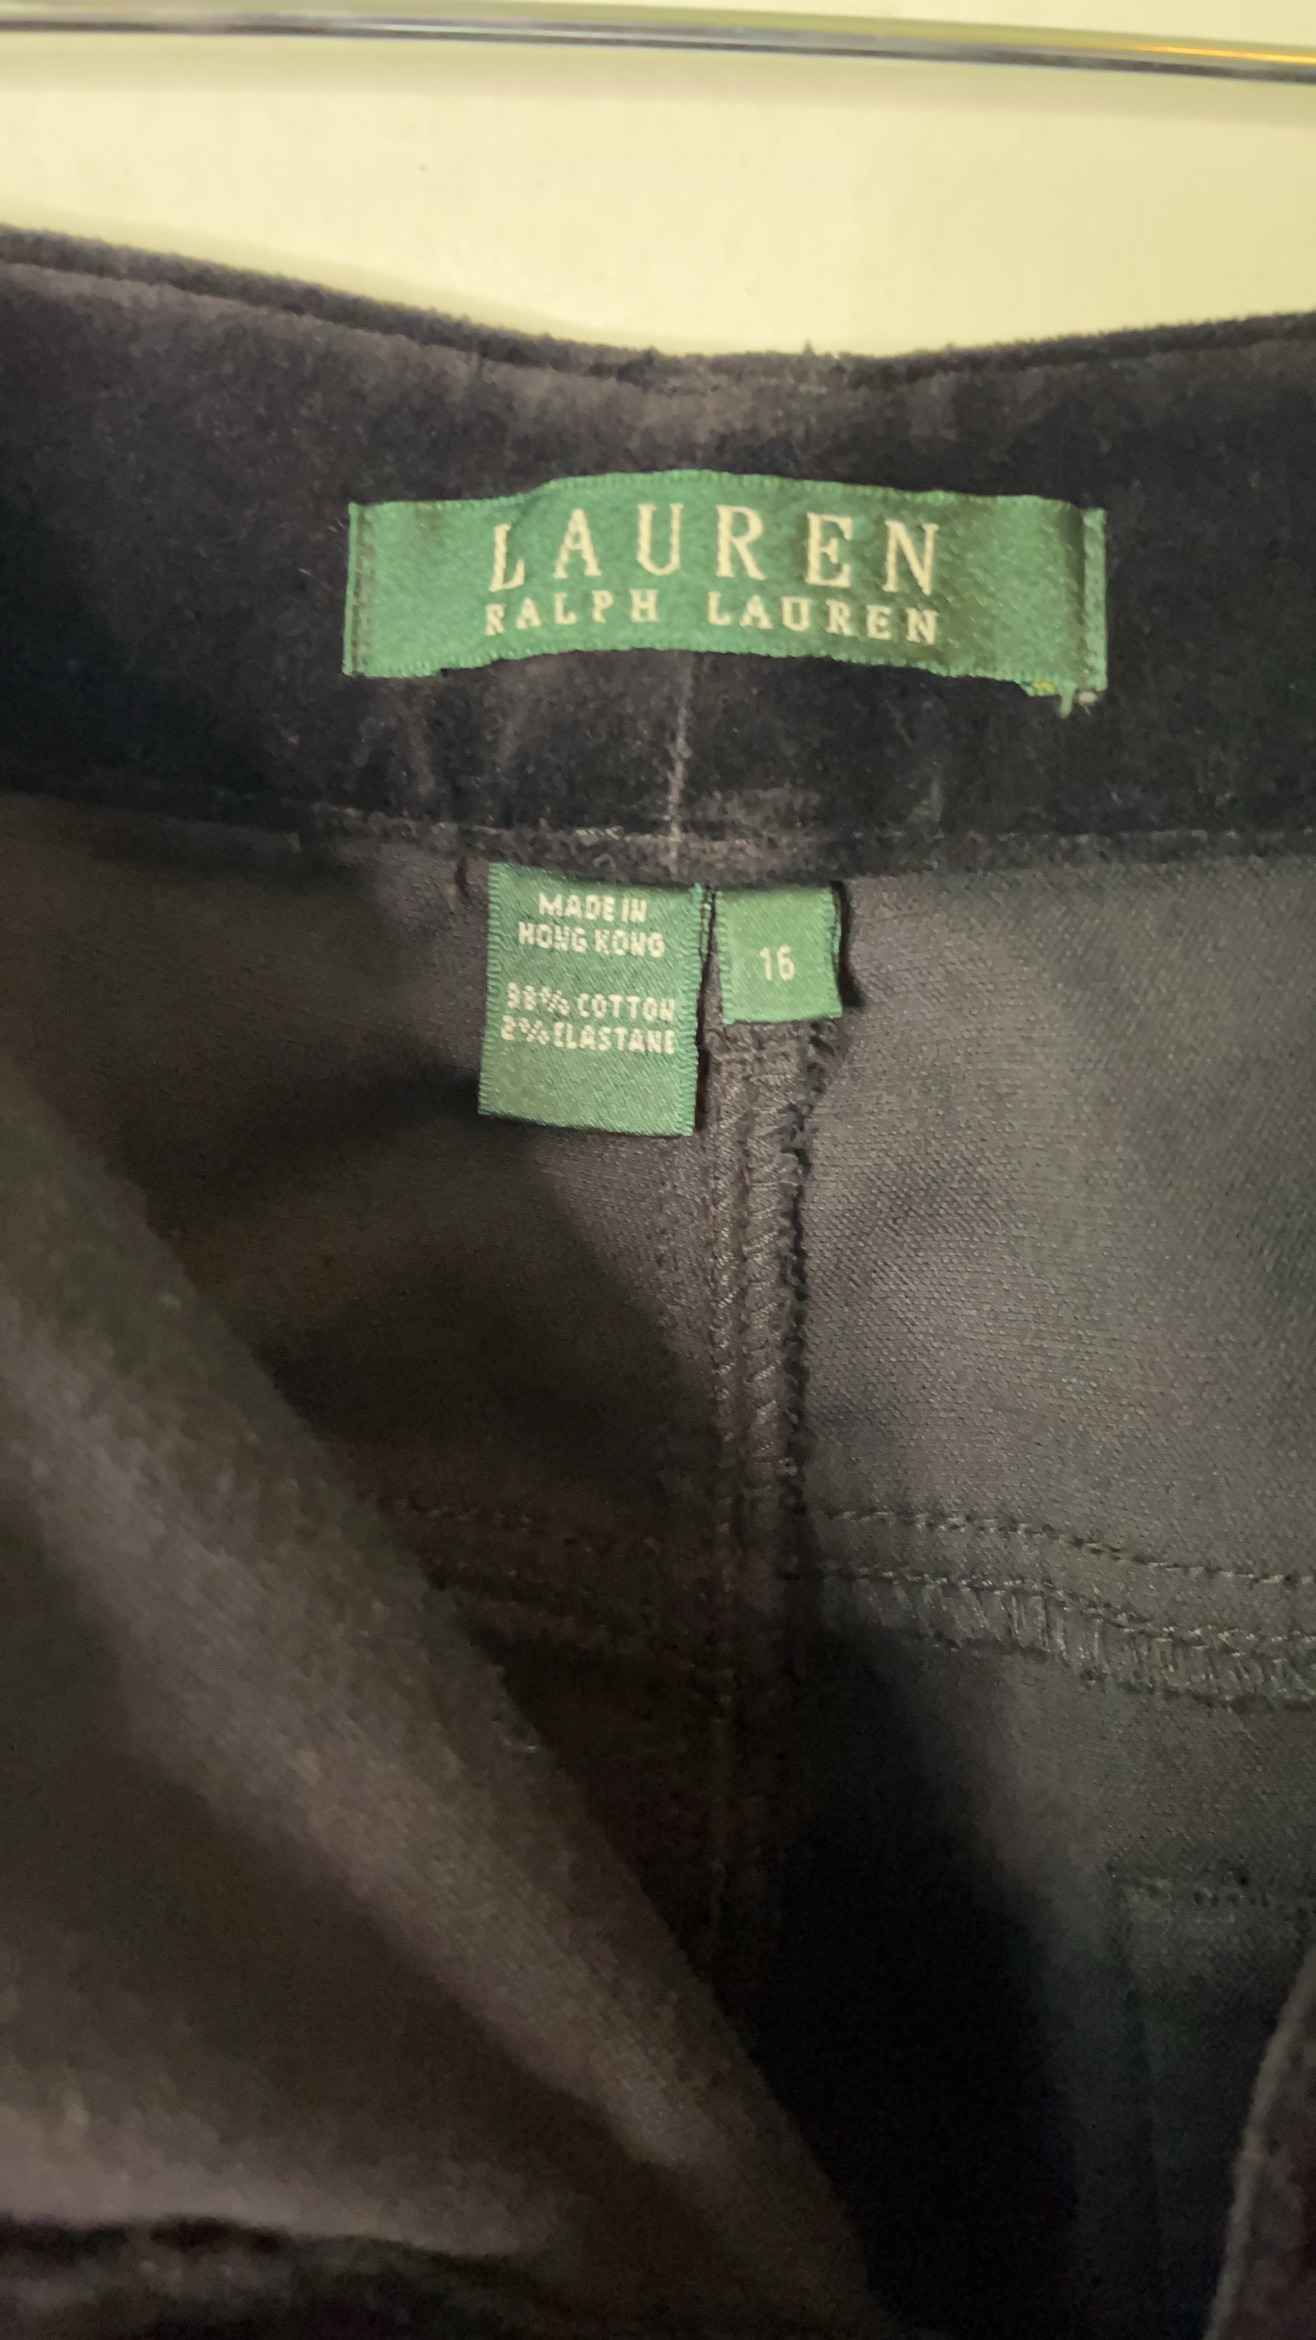 LAUREN
RALPH LAUREN
MADE IN
HONG KONG
98% COTTON
2% ELASTANE
16